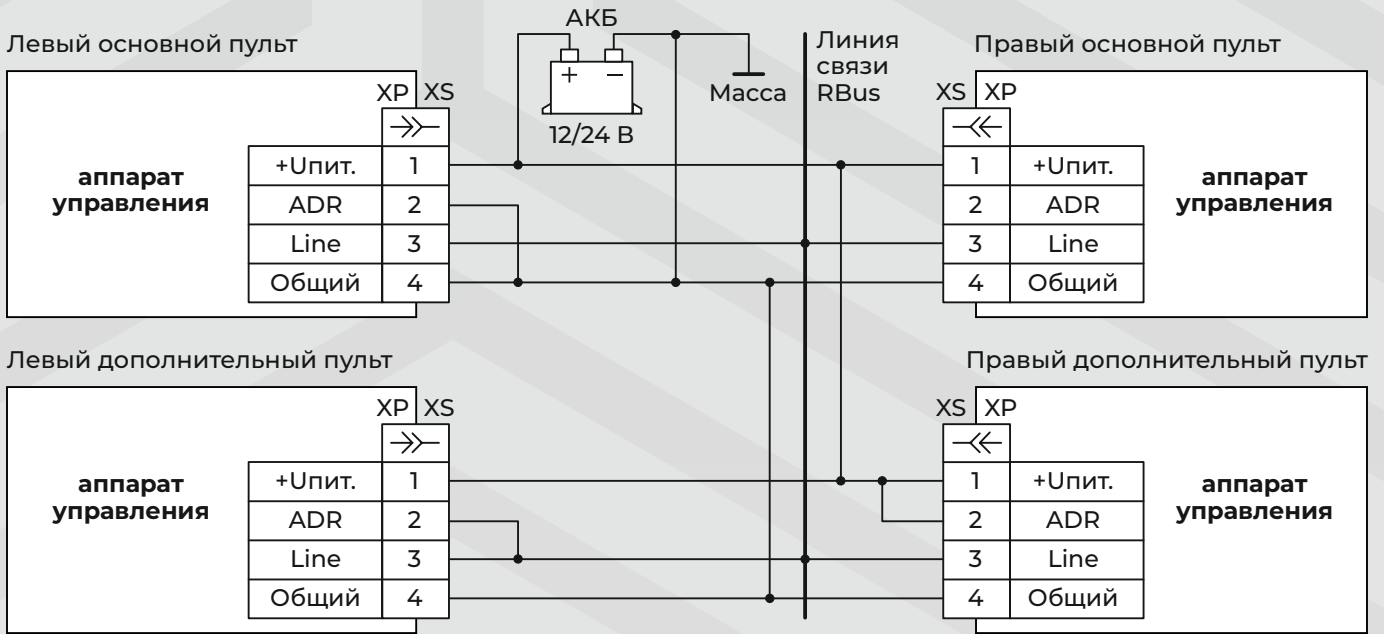 АКБ
Левый основной пульт
Линия
связи
RBus
Правый основной пульт
XP XS
+ −
Масса
XS XP
12/24 В
аппарат
управления
+Uпит. 1
ADR 2
Line 3
Общий 4
1 +Uпит.
2 ADR
3 Line
4 Общий
аппарат
управления
Левый дополнительный пульт
Правый дополнительный пульт
XP XS
XS XP
аппарат
управления
+Uпит. 1
ADR 2
Line 3
Общий 4
1 +Uпит.
2 ADR
3 Line
4 Общий
аппарат
управления